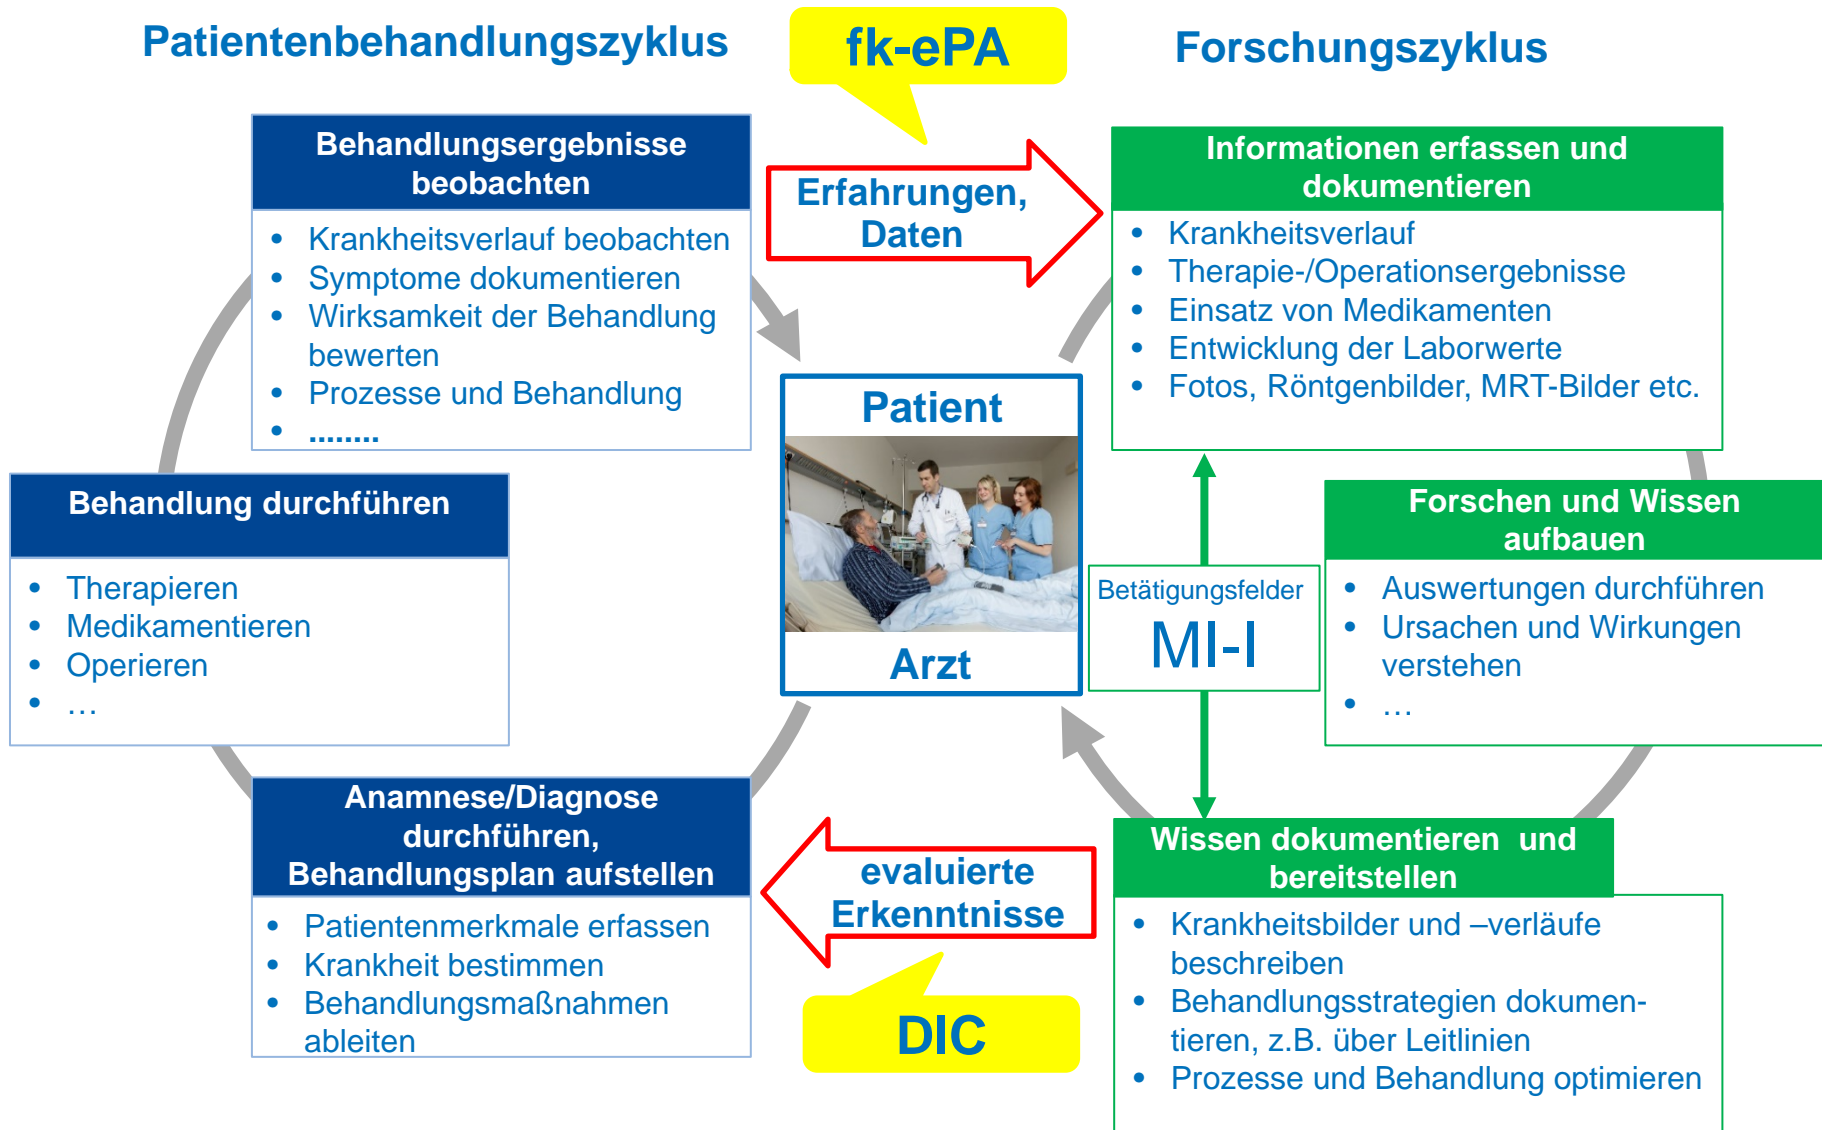 Patientenbehandlungszyklus
fk-ePA
Forschungszyklus
Behandlungsergebnisse
beobachten
• Krankheitsverlauf beobachten
• Symptome dokumentieren
• Wirksamkeit der Behandlung
bewerten
• Prozesse und Behandlung
• ........
Erfahrungen,
Daten
Informationen erfassen und
dokumentieren
• Krankheitsverlauf
• Therapie-/Operationsergebnisse
• Einsatz von Medikamenten
• Entwicklung der Laborwerte
• Fotos, Röntgenbilder, MRT-Bilder etc.
Behandlung durchführen
• Therapieren
• Medikamentieren
• Operieren
• …
Patient
Arzt
Betätigungsfelder
MI-I
Forschen und Wissen
aufbauen
• Auswertungen durchführen
• Ursachen und Wirkungen
verstehen
• …
Anamnese/Diagnose
durchführen,
Behandlungsplan aufstellen
• Patientenmerkmale erfassen
• Krankheit bestimmen
• Behandlungsmaßnahmen
ableiten
evaluierte
Erkenntnisse
DIC
Wissen dokumentieren  und
bereitstellen
• Krankheitsbilder und –verläufe
beschreiben
• Behandlungsstrategien dokumen-
tieren, z.B. über Leitlinien
• Prozesse und Behandlung optimieren